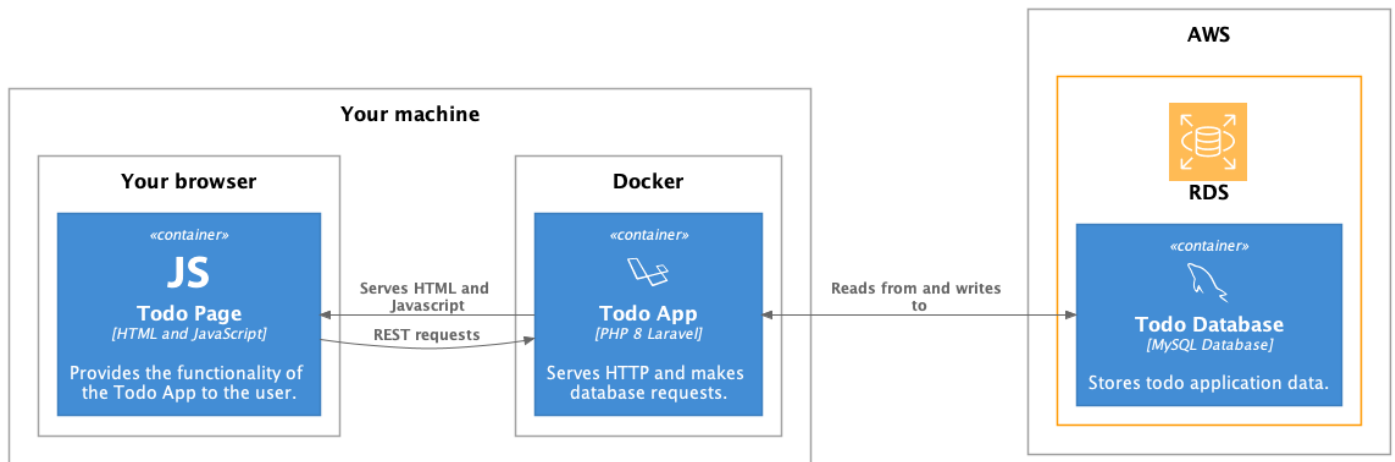 AWS
Your machine
RDS
Your browser
Docker
«container»
JS
Todo Page
[HTML and JavaScript]
Provides the functionality of
the Todo App to the user.
Serves HTML and
Javascript
REST requests
«container»
Todo App
[PHP 8 Laravel]
Serves HTTP and makes
database requests.
Reads from and writes
to
«container»
Todo Database
[MySQL Database]
Stores todo application data.